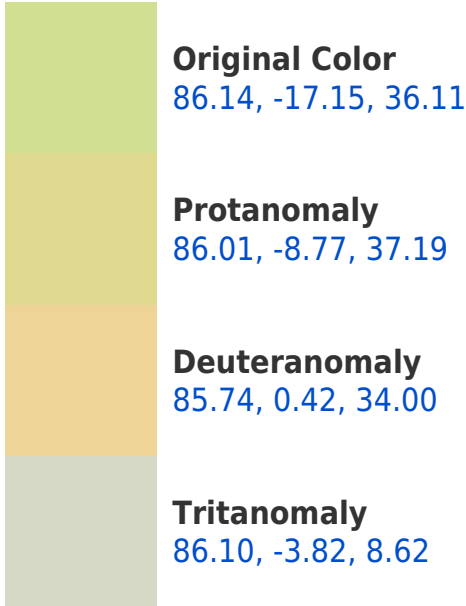 Original Color
86.14, -17.15, 36.11
Protanomaly
86.01, -8.77, 37.19
Deuteranomaly
85.74, 0.42, 34.00
Tritanomaly
86.10, -3.82, 8.62